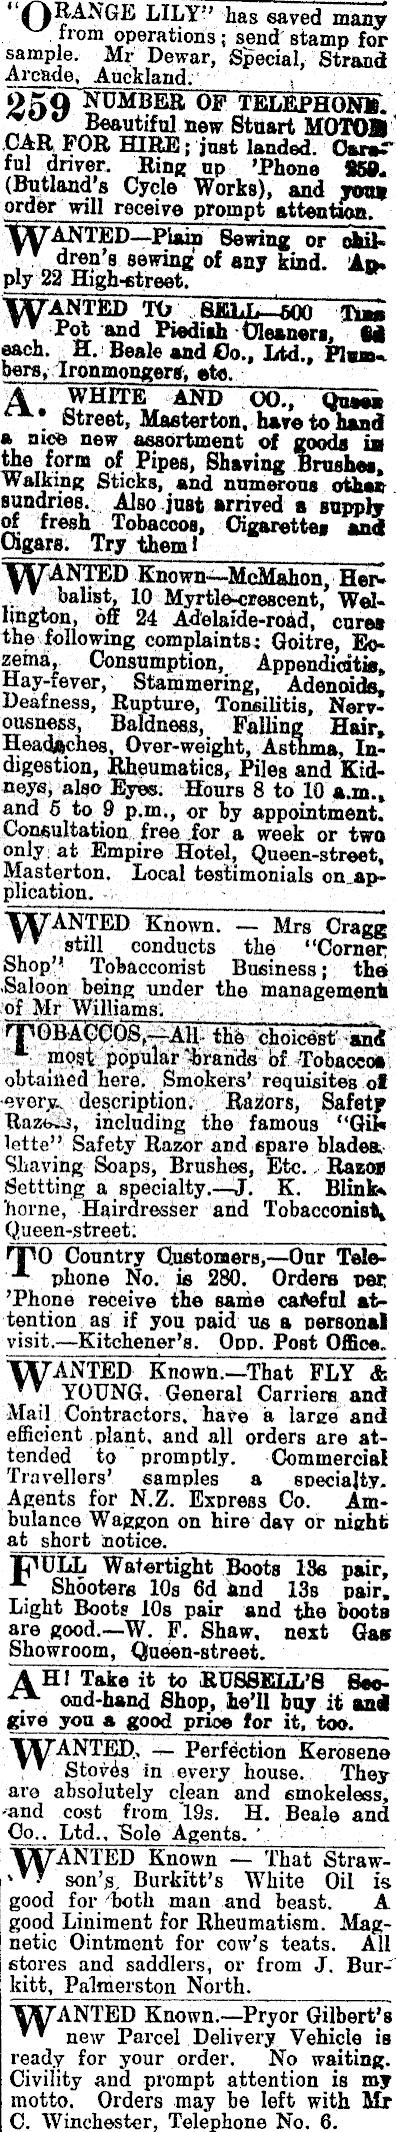 "ORANGE LILY" has saved many
from operations; send stamp for
sample. Mr Dewar, Special, Strand
Arcade, Auckland.
259 NUMBER OF TELEPHONE.
Beautiful new Stuart MOTOR
CAR FOR HIRE; just landed. Care-
ful driver. Ring up 'Phone 259.
(Butland's Cycle Works), and your
order will receive prompt attention.
WANTED—Plain Sewing or chil-
dren's sewing of any kind. Ap-
ply 22 High-street.
WANTED TO SELL—500 Tins
Pot and Piedish Cleaners, 6d
each. H. Beale and Co., Ltd., Plum-
bers, Ironmongers, etc.
A. WHITE AND CO., Queen
Street, Masterton, have to hand
a nice new assortment of goods in
the form of Pipes, Shaving Brushes,
Walking Sticks, and numerous other
sundries. Also just arrived a supply
of fresh Tobaccos, Cigarettes and
Cigars. Try them!
WANTED Known—McMahon, Her-
balist, 10 Myrtle-crescent, Wel-
lington, off 24 Adelaide-road, cures
the following complaints: Goitre, Ec-
zema, Consumption, Appendicitis,
Hay-fever, Stammering, Adenoids,
Deafness, Rupture, Tonsilitis, Nerv-
ousness, Baldness, Falling Hair,
Headaches, Over-weight, Asthma, In-
digestion, Rheumatics, Piles and Kid-
neys, also Eyes. Hours 8 to 10 a.m.,
and 5 to 9 p.m., or by appointment.
Consultation free for a week or two
only at Empire Hotel, Queen-street,
Masterton. Local testimonials on ap-
plication.
WANTED Known. — Mrs Cragg
still conducts the "Corner
Shop" Tobacconist Business; the
Saloon being under the management
of Mr Williams.
TOBACCOS,—All the choicest and
most popular brands of Tobaccos
obtained here. Smokers' requisites of
every description. Razors, Safety
Razors, including the famous "Gil-
lette" Safety Razor and spare blades.
Shaving Soaps, Brushes, Etc. Razor
Settting a specialty.—J. K. Blink-
horne, Hairdresser and Tobacconist,
Queen-street.
TO Country Customers,—Our Tele-
phone No. is 280. Orders per
'Phone receive the same careful at-
tention as if you paid us a personal
visit.—Kitchener's. Opp. Post Office.
WANTED Known.—That FLY &
YOUNG. General Carriers and
Mail Contractors, have a large and
efficient plant, and all orders are at-
tended to promptly. Commercial
Travellers' samples a specialty.
Agents for N.Z. Express Co. Am-
bulance Waggon on hire day or night
at short notice.
FULL Watertight Boots 13s pair,
Shooters 10s 6d and 13s pair,
Light Boots 10s pair and the boots
are good.—W. F. Shaw, next Gas
Showroom, Queen-street.
AH! Take it to RUSSELL'S Sec-
ond-hand Shop, he'll buy it and
give you a good price for it, too.
WANTED. — Perfection Kerosene
Stoves in every house. They
are absolutely clean and smokeless,
and cost from 19s. H. Beale and
Co., Ltd., Sole Agents.
WANTED Known — That Straw-
son's Burkitt's White Oil is
good for both man and beast. A
good Liniment for Rheumatism. Mag-
netic Ointment for cow's teats. All
stores and saddlers, or from J. Bur-
kitt, Palmerston North.
WANTED Known.—Pryor Gilbert's
new Parcel Delivery Vehicle is
ready for your order. No waiting.
Civility and prompt attention is my
motto. Orders may be left with Mr
C. Winchester, Telephone No. 6.